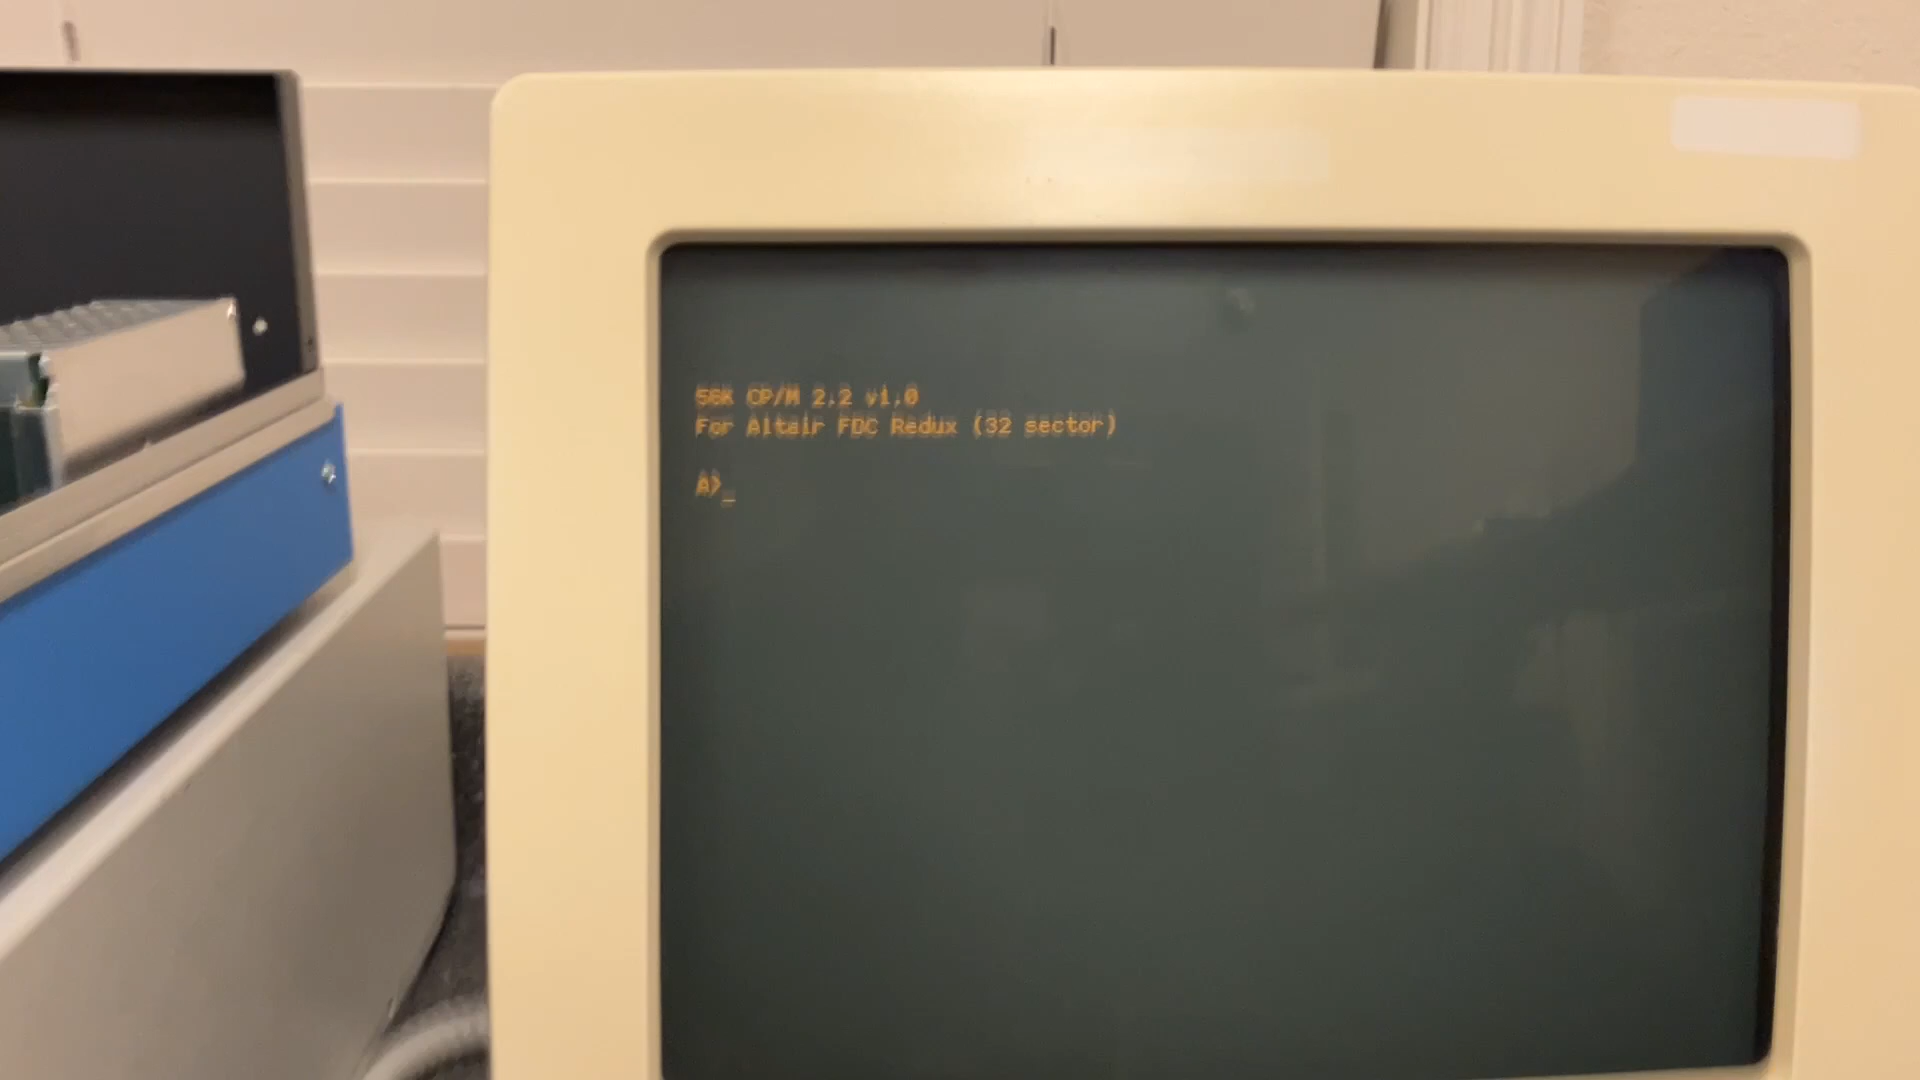 56K CP/M 2.2 v1.0
For Altair FDC Redux (32 sector)
A>_